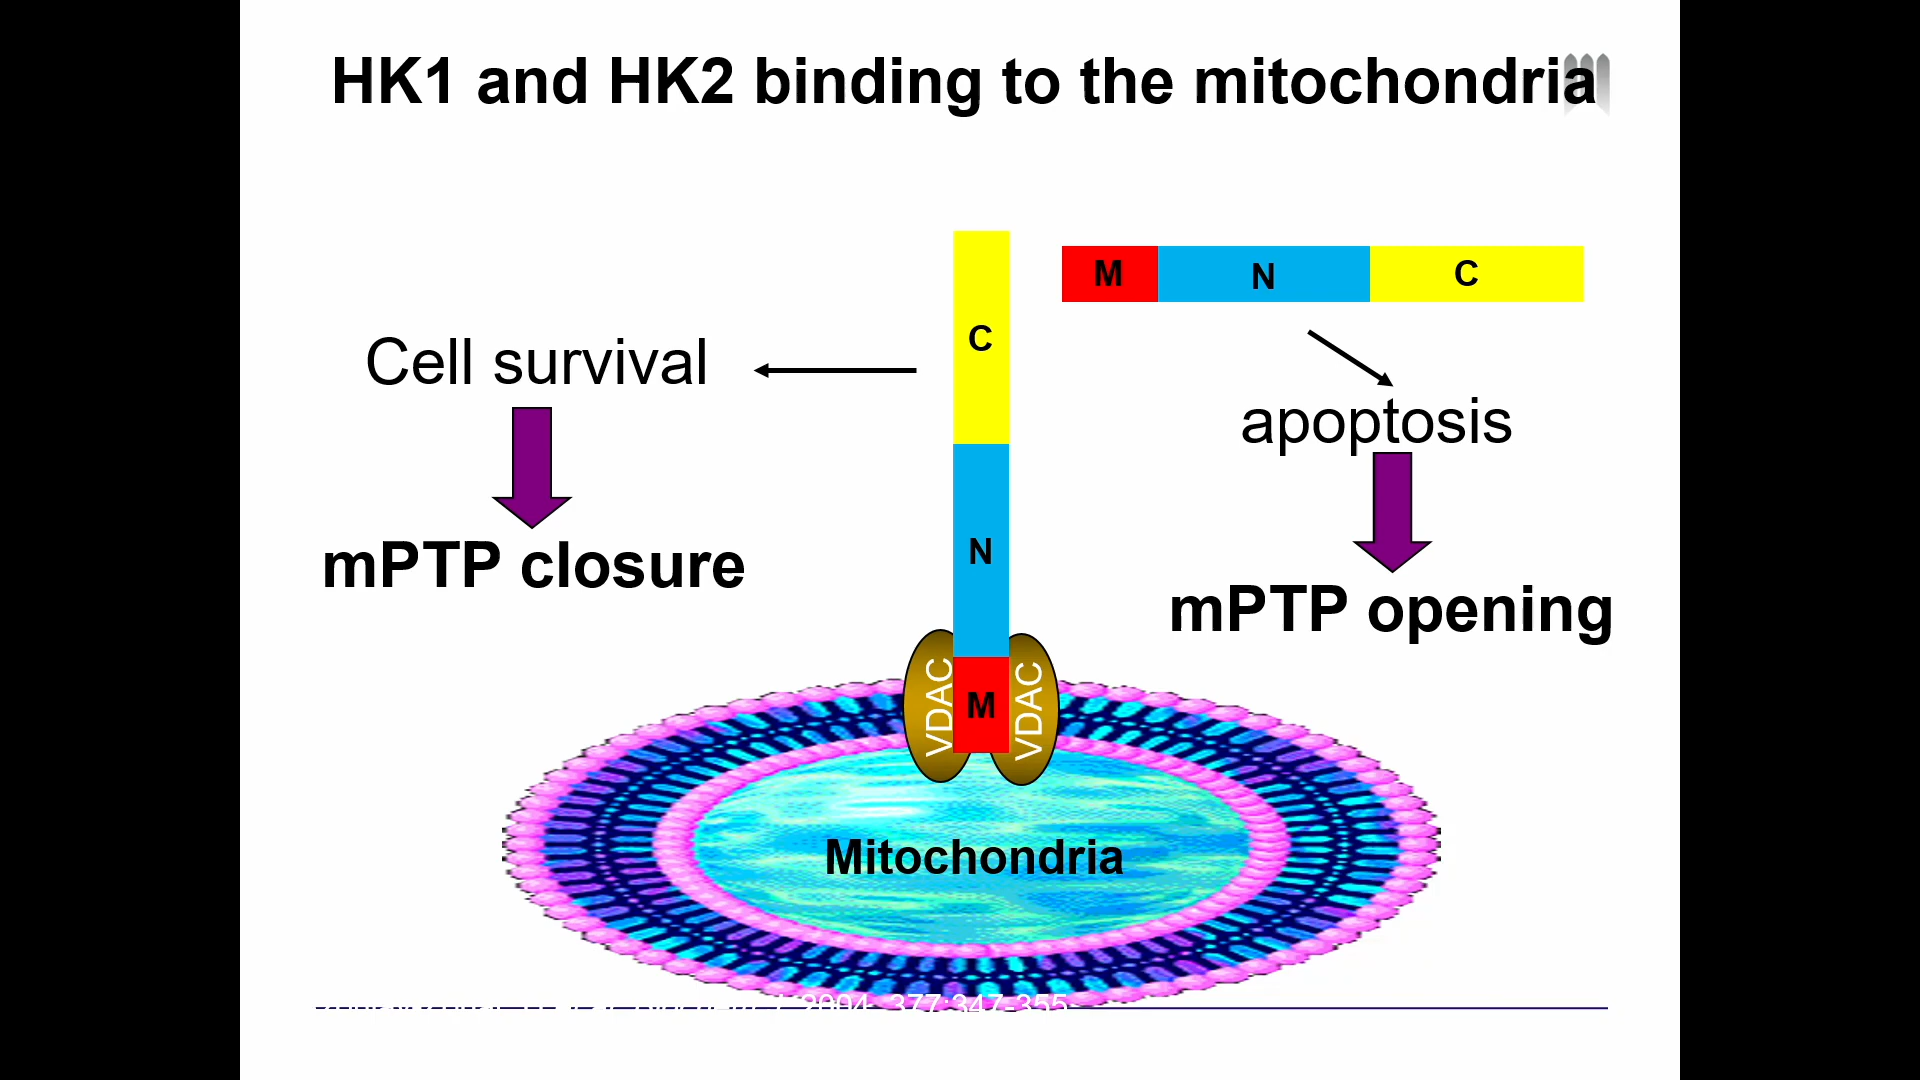 HK1 and HK2 binding to the mitochondria
M N C
C
Cell survival
apoptosis
N
mPTP closure
mPTP opening
VDAC M VDAC
Mitochondria
2004, 377:347-355